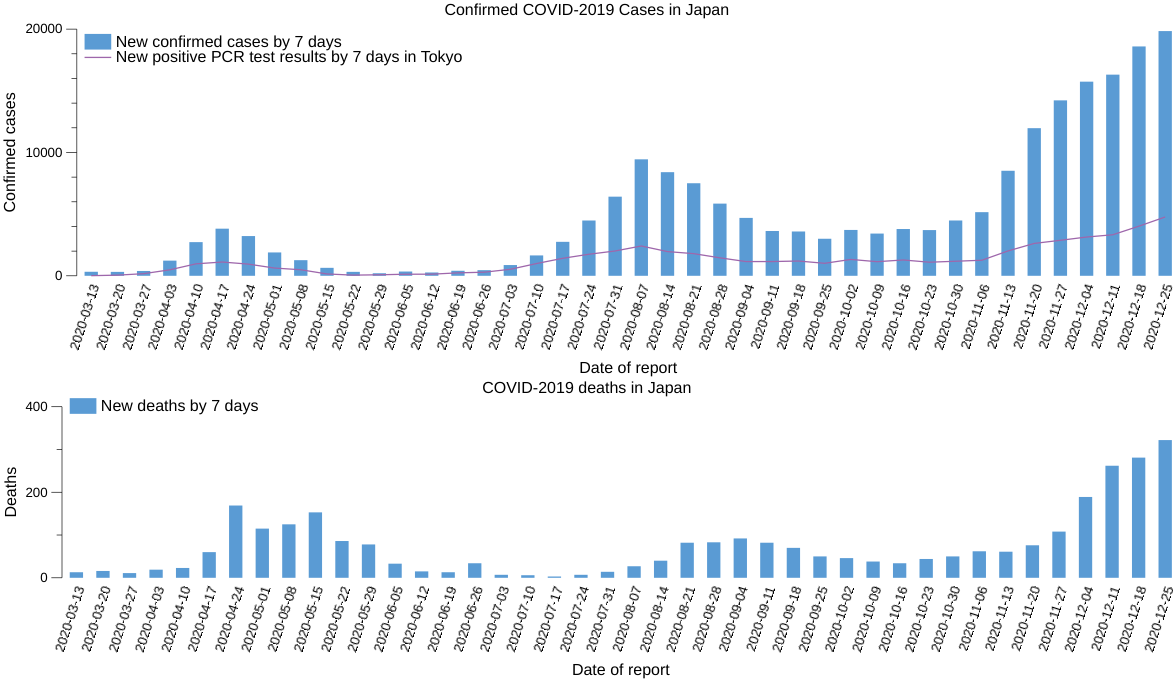 Confirmed COVID-2019 Cases in Japan
20000
New confirmed cases by 7 days
New positive PCR test results by 7 days in Tokyo
Confirmed cases
10000
0
2020-03-13 2020-03-20 2020-03-27 2020-04-03 2020-04-10 2020-04-17 2020-04-24 2020-05-01 2020-05-08 2020-05-15 2020-05-22 2020-05-29 2020-06-05 2020-06-12 2020-06-19 2020-06-26 2020-07-03 2020-07-10 2020-07-17 2020-07-24 2020-07-31 2020-08-07 2020-08-14 2020-08-21 2020-08-28 2020-09-04 2020-09-11 2020-09-18 2020-09-25 2020-10-02 2020-10-09 2020-10-16 2020-10-23 2020-10-30 2020-11-06 2020-11-13 2020-11-20 2020-11-27 2020-12-04 2020-12-11 2020-12-18 2020-12-25
Date of report
COVID-2019 deaths in Japan
400
New deaths by 7 days
Deaths
200
0
2020-03-13 2020-03-20 2020-03-27 2020-04-03 2020-04-10 2020-04-17 2020-04-24 2020-05-01 2020-05-08 2020-05-15 2020-05-22 2020-05-29 2020-06-05 2020-06-12 2020-06-19 2020-06-26 2020-07-03 2020-07-10 2020-07-17 2020-07-24 2020-07-31 2020-08-07 2020-08-14 2020-08-21 2020-08-28 2020-09-04 2020-09-11 2020-09-18 2020-09-25 2020-10-02 2020-10-09 2020-10-16 2020-10-23 2020-10-30 2020-11-06 2020-11-13 2020-11-20 2020-11-27 2020-12-04 2020-12-11 2020-12-18 2020-12-25
Date of report